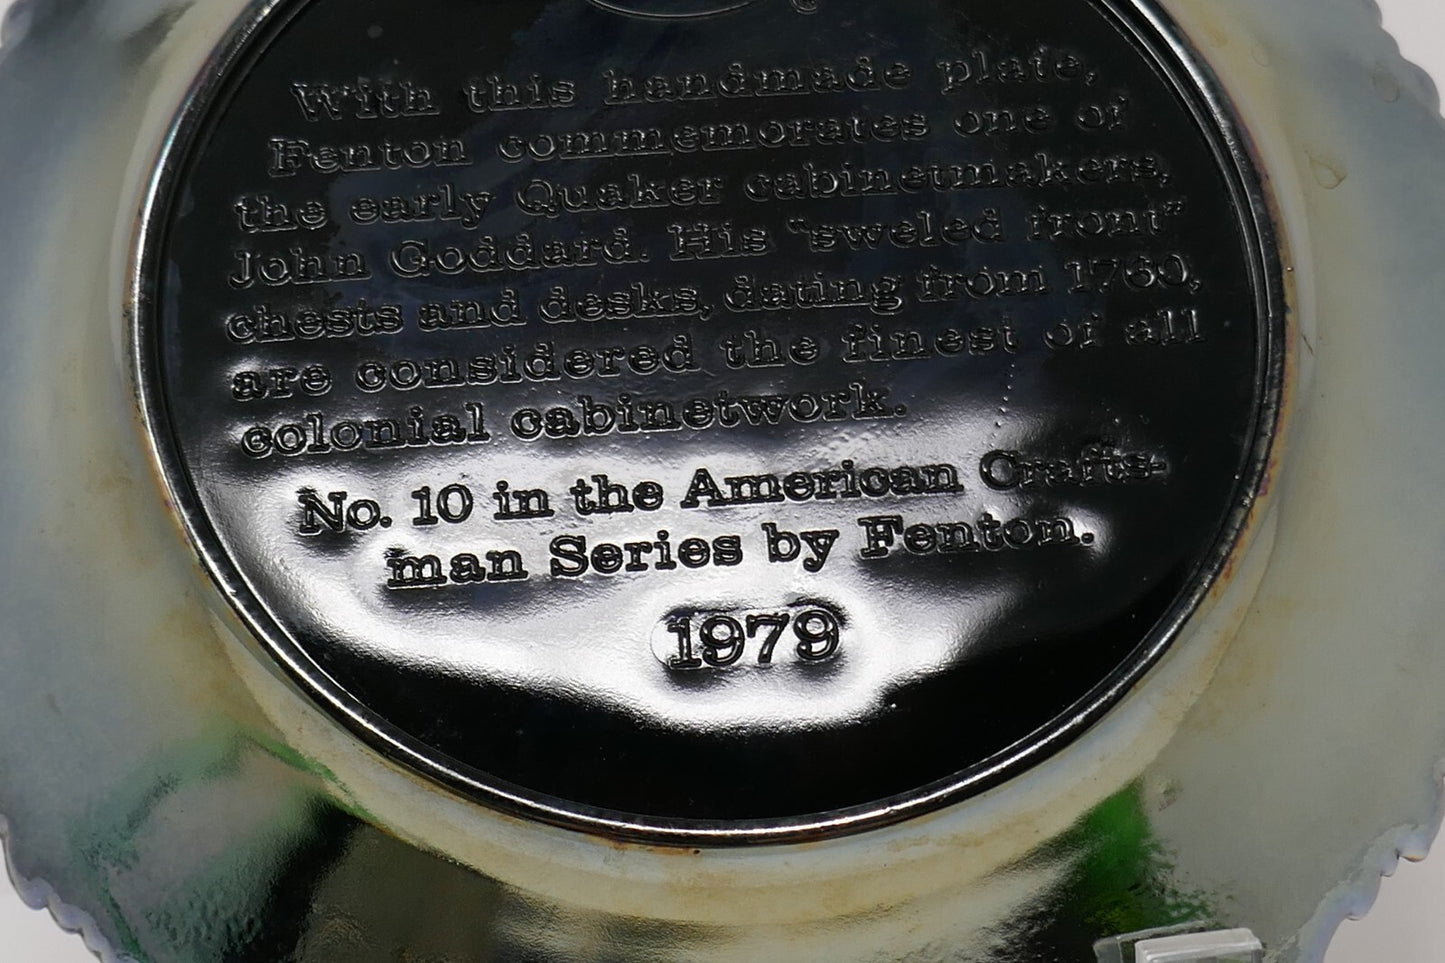 With this handmade plate,
Fenton commemorates one of
the early Quaker cabinetmakers,
John Goddard. His "sweled front"
chests and desks, dating from 1760,
are considered the finest of all
colonial cabinetwork.
No. 10 in the American Crafts-
man Series by Fenton.
1979